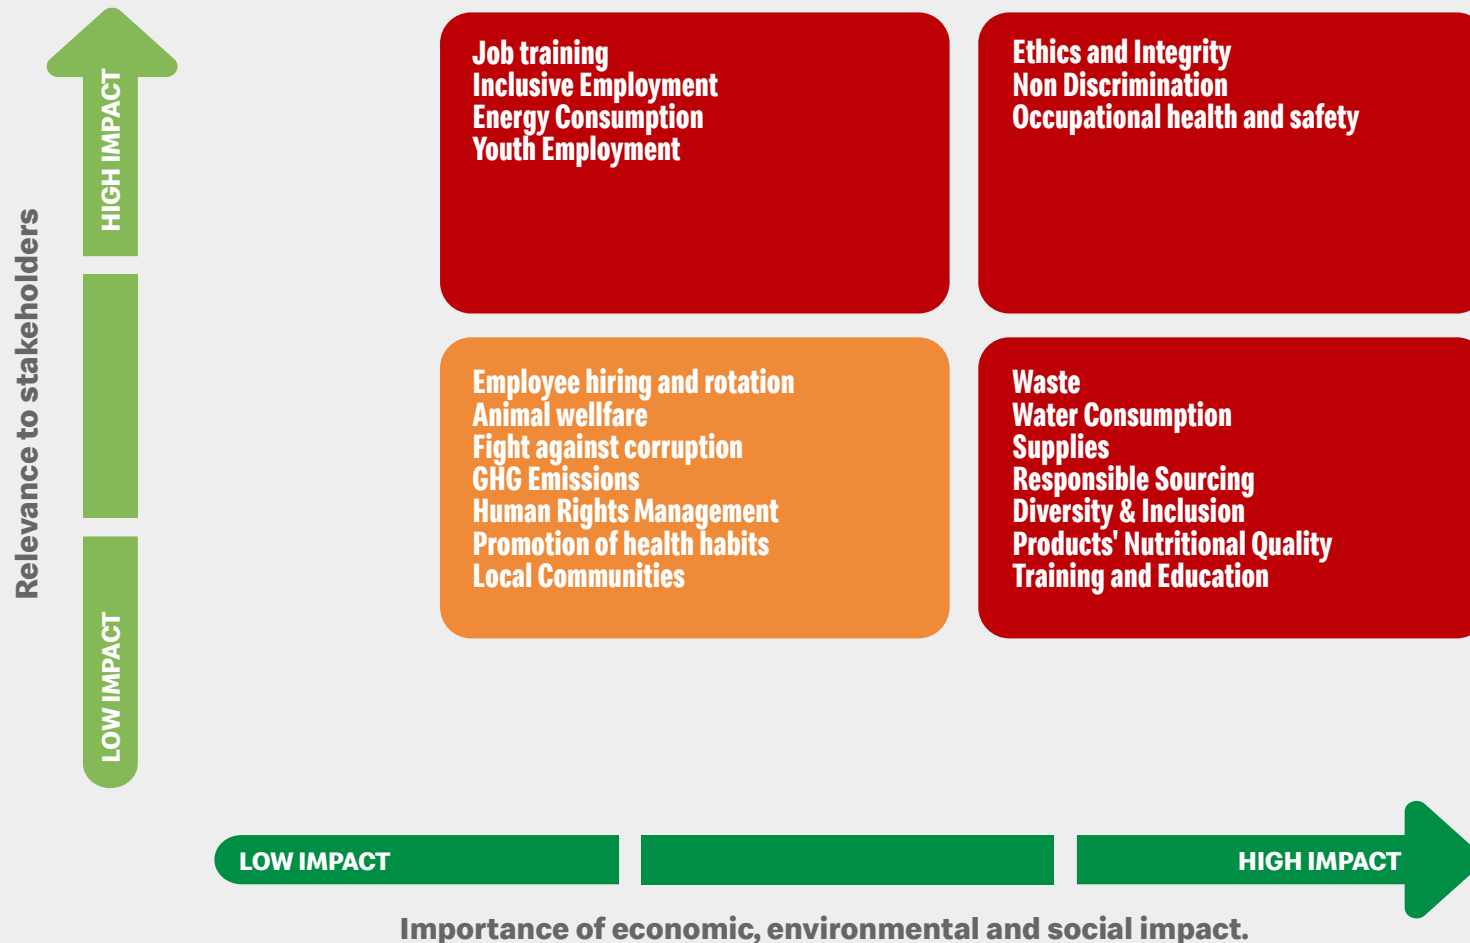 Relevance to stakeholders
HIGH IMPACT
LOW IMPACT
Job training
Inclusive Employment
Energy Consumption
Youth Employment
Ethics and Integrity
Non Discrimination
Occupational health and safety
Employee hiring and rotation
Animal wellfare
Fight against corruption
GHG Emissions
Human Rights Management
Promotion of health habits
Local Communities
Waste
Water Consumption
Supplies
Responsible Sourcing
Diversity & Inclusion
Products' Nutritional Quality
Training and Education
LOW IMPACT
HIGH IMPACT
Importance of economic, environmental and social impact.